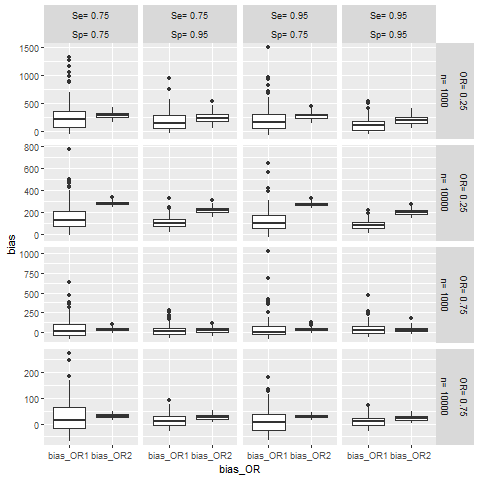 Se= 0.75 Se= 0.75 Se= 0.95 Se= 0.95
Sp= 0.75 Sp= 0.95 Sp= 0.75 Sp= 0.95
1500
1000
500
0
OR= 0.25
n= 1000
800
600
400
200
0
OR= 0.25
n= 10000
1000
750
500
250
0
OR= 0.75
n= 1000
200
100
0
OR= 0.75
n= 10000
bias
bias_OR1 bias_OR2 bias_OR1 bias_OR2 bias_OR1 bias_OR2 bias_OR1 bias_OR2
bias_OR